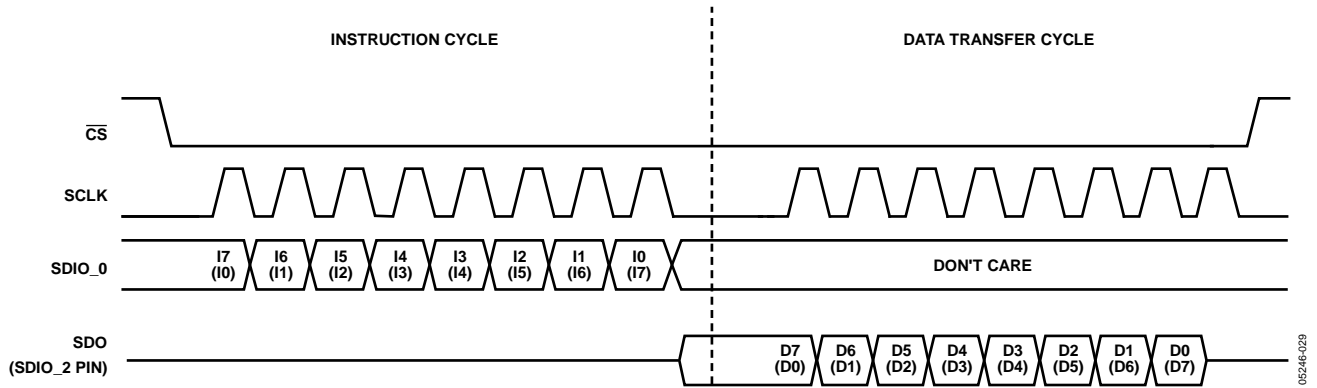 INSTRUCTION CYCLE
DATA TRANSFER CYCLE
CS
SCLK
SDIO_0
I7 I6 I5 I4 I3 I2 I1 I0
(I0) (I1) (I2) (I3) (I4) (I5) (I6) (I7)
DON'T CARE
SDO
(SDIO_2 PIN)
D7 D6 D5 D4 D3 D2 D1 D0
(D0) (D1) (D2) (D3) (D4) (D5) (D6) (D7)
05246-029